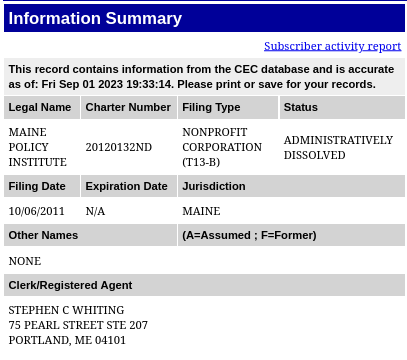 Information Summary
Subscriber activity report
This record contains information from the CEC database and is accurate
as of: Fri Sep 01 2023 19:33:14. Please print or save for your records.
Legal Name Charter Number Filing Type Status
MAINE POLICY INSTITUTE 20120132ND NONPROFIT CORPORATION (T13-B) ADMINISTRATIVELY DISSOLVED
Filing Date Expiration Date Jurisdiction
10/06/2011 N/A MAINE
Other Names (A=Assumed ; F=Former)
NONE
Clerk/Registered Agent
STEPHEN C WHITING
75 PEARL STREET STE 207
PORTLAND, ME 04101